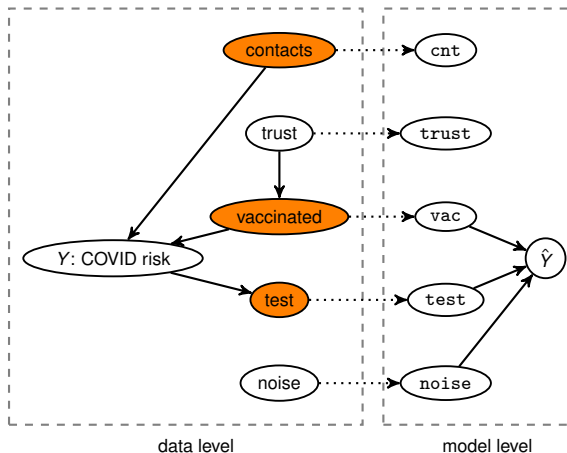 contacts
cnt
trust
trust
vaccinated
vac
Y: COVID risk
Ŷ
test
test
noise
noise
data level
model level